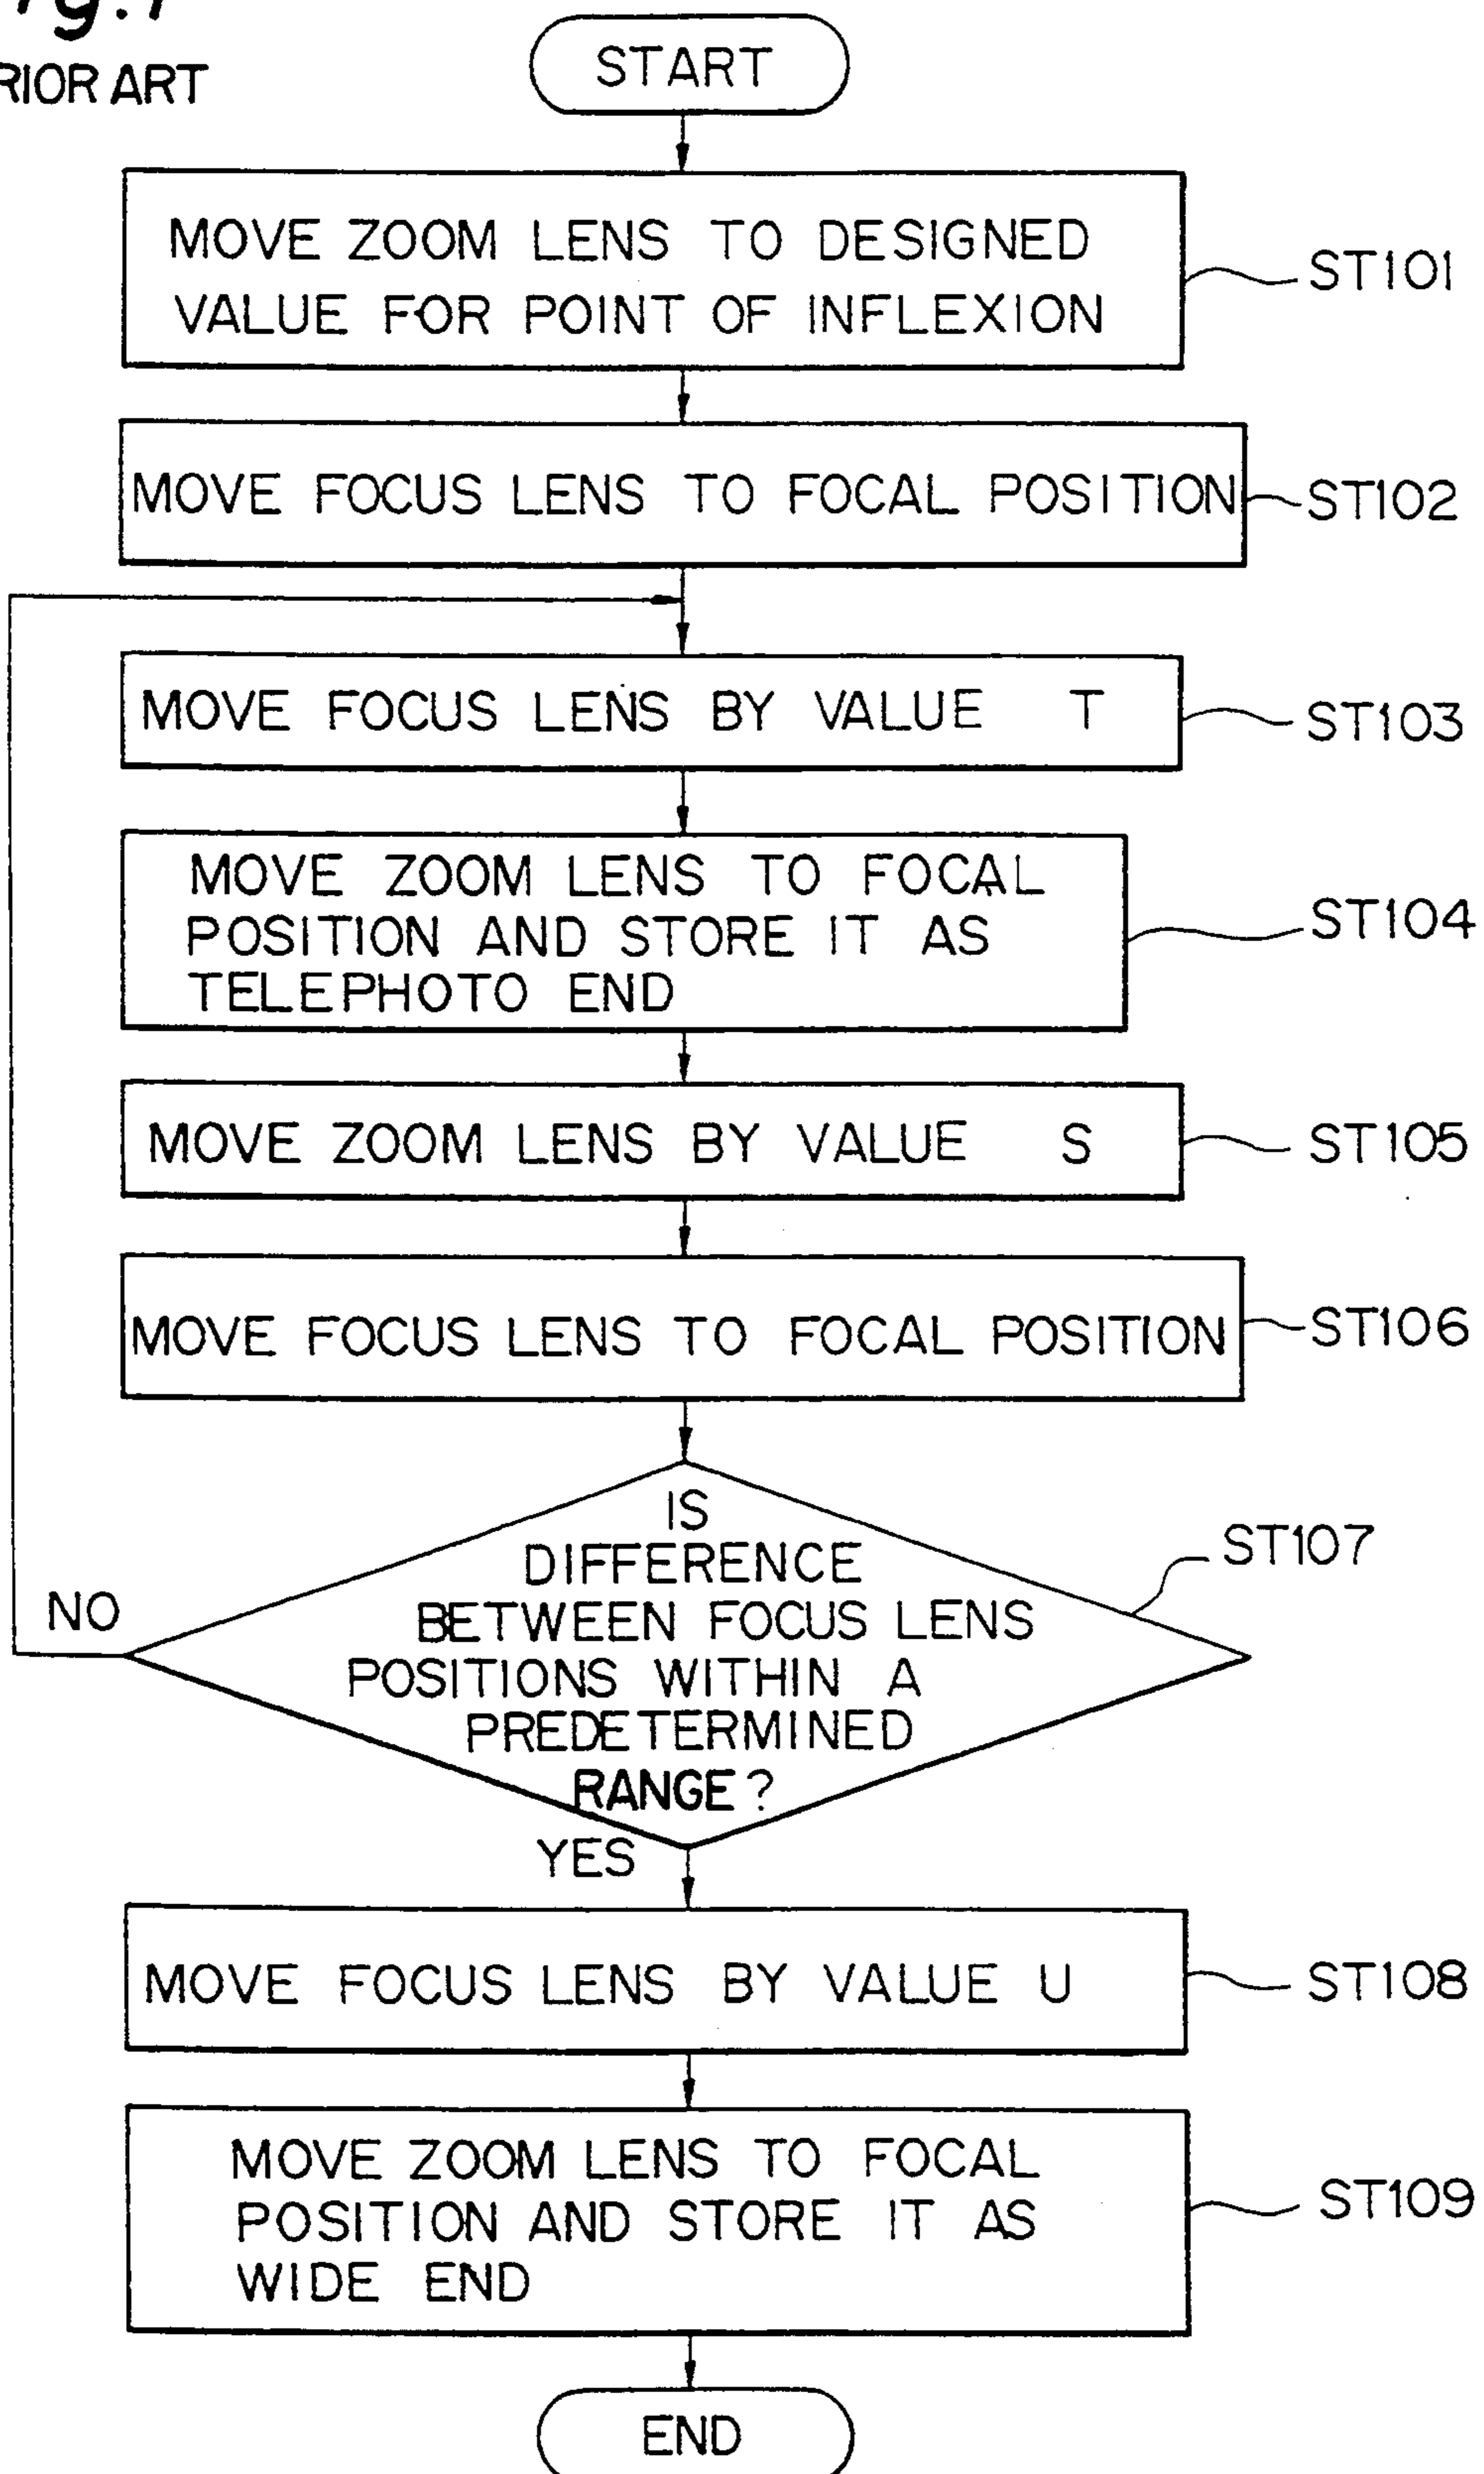 RIOR ART
START
MOVE ZOOM LENS TO DESIGNED
VALUE FOR POINT OF INFLEXION
ST101
MOVE FOCUS LENS TO FOCAL POSITION
ST102
MOVE FOCUS LENS BY VALUE T
ST103
MOVE ZOOM LENS TO FOCAL
POSITION AND STORE IT AS
TELEPHOTO END
ST104
MOVE ZOOM LENS BY VALUE S
ST105
MOVE FOCUS LENS TO FOCAL POSITION
ST106
IS
DIFFERENCE
BETWEEN FOCUS LENS
POSITIONS WITHIN A
PREDETERMINED
RANGE?
ST107
NO
YES
MOVE FOCUS LENS BY VALUE U
ST108
MOVE ZOOM LENS TO FOCAL
POSITION AND STORE IT AS
WIDE END
ST109
END